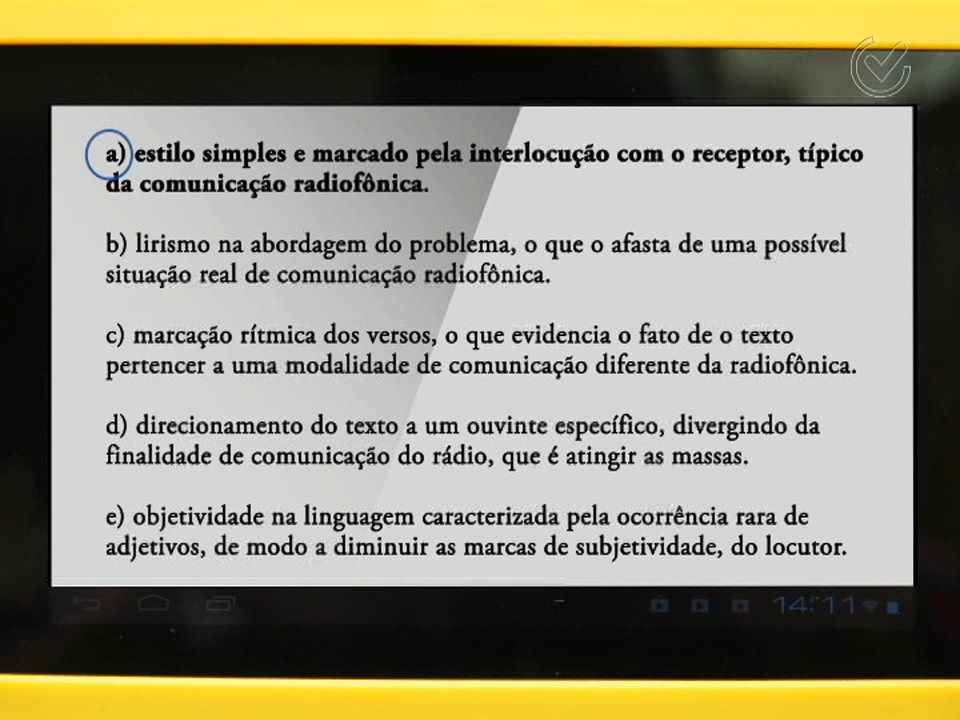 a) estilo simples e marcado pela interlocução com o receptor, típico
da comunicação radiofônica.
b) lirismo na abordagem do problema, o que o afasta de uma possível
situação real de comunicação radiofônica.
c) marcação rítmica dos versos, o que evidencia o fato de o texto
pertencer a uma modalidade de comunicação diferente da radiofônica.
d) direcionamento do texto a um ouvinte específico, divergindo da
finalidade de comunicação do rádio, que é atingir as massas.
e) objetividade na linguagem caracterizada pela ocorrência rara de
adjetivos, de modo a diminuir as marcas de subjetividade, do locutor.
14:11